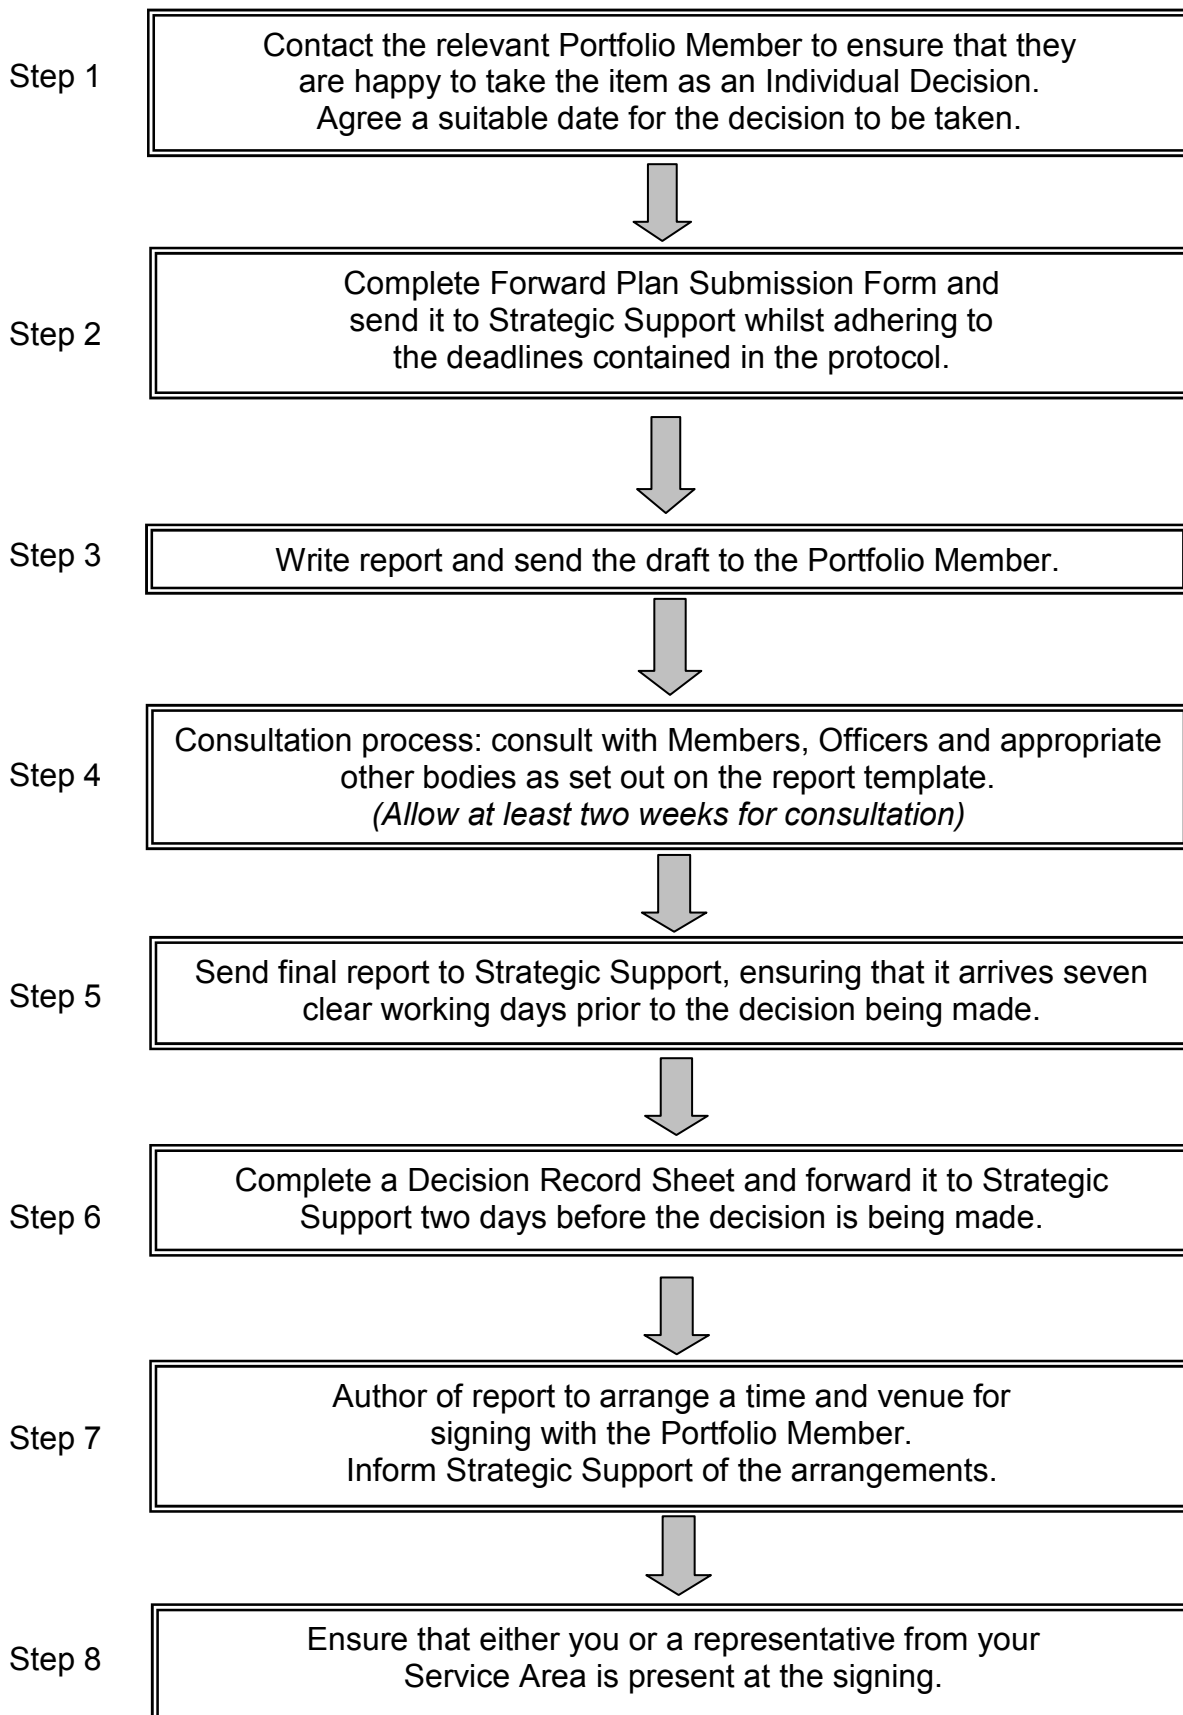 Step 1
Contact the relevant Portfolio Member to ensure that they
are happy to take the item as an Individual Decision.
Agree a suitable date for the decision to be taken.
Step 2
Complete Forward Plan Submission Form and
send it to Strategic Support whilst adhering to
the deadlines contained in the protocol.
Step 3
Write report and send the draft to the Portfolio Member.
Step 4
Consultation process: consult with Members, Officers and appropriate
other bodies as set out on the report template.
(Allow at least two weeks for consultation)
Step 5
Send final report to Strategic Support, ensuring that it arrives seven
clear working days prior to the decision being made.
Step 6
Complete a Decision Record Sheet and forward it to Strategic
Support two days before the decision is being made.
Step 7
Author of report to arrange a time and venue for
signing with the Portfolio Member.
Inform Strategic Support of the arrangements.
Step 8
Ensure that either you or a representative from your
Service Area is present at the signing.